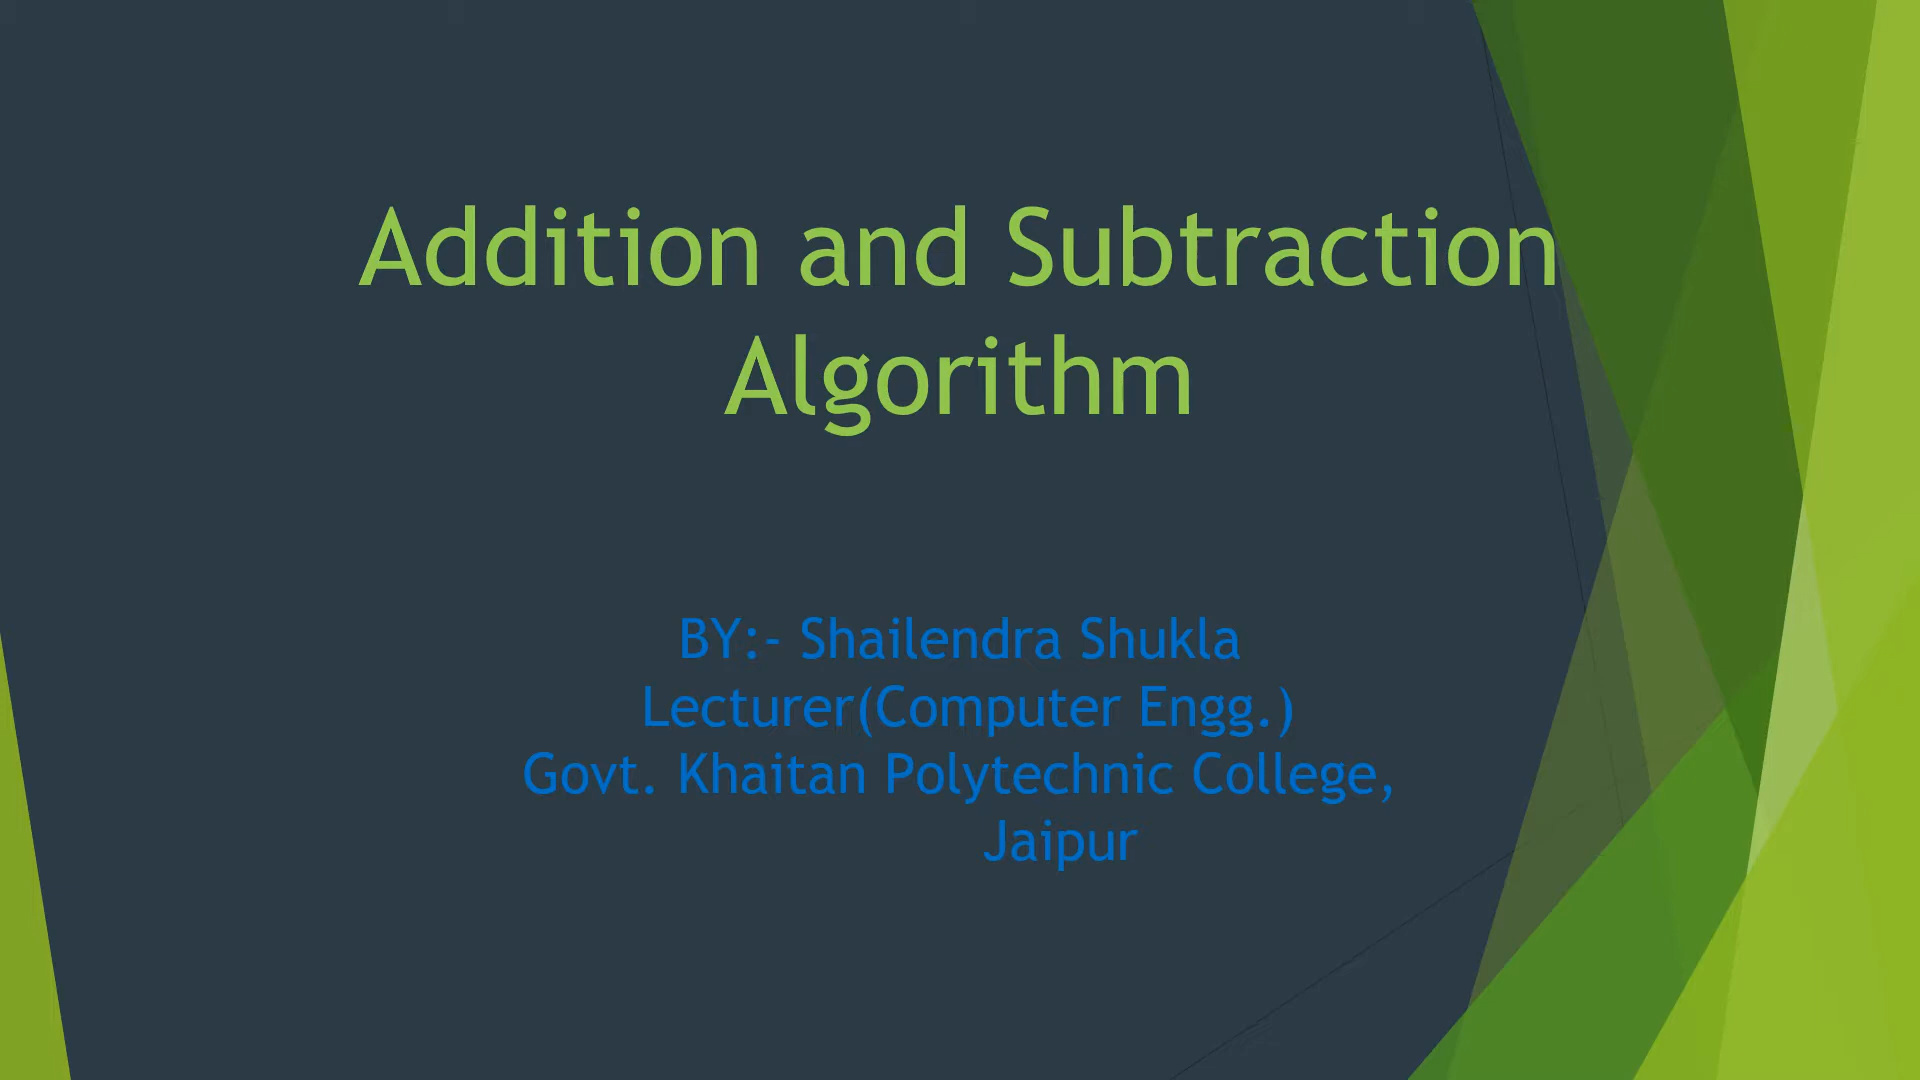 Addition and Subtraction
Algorithm
BY:- Shailendra Shukla
Lecturer(Computer Engg.)
Govt. Khaitan Polytechnic College,
Jaipur